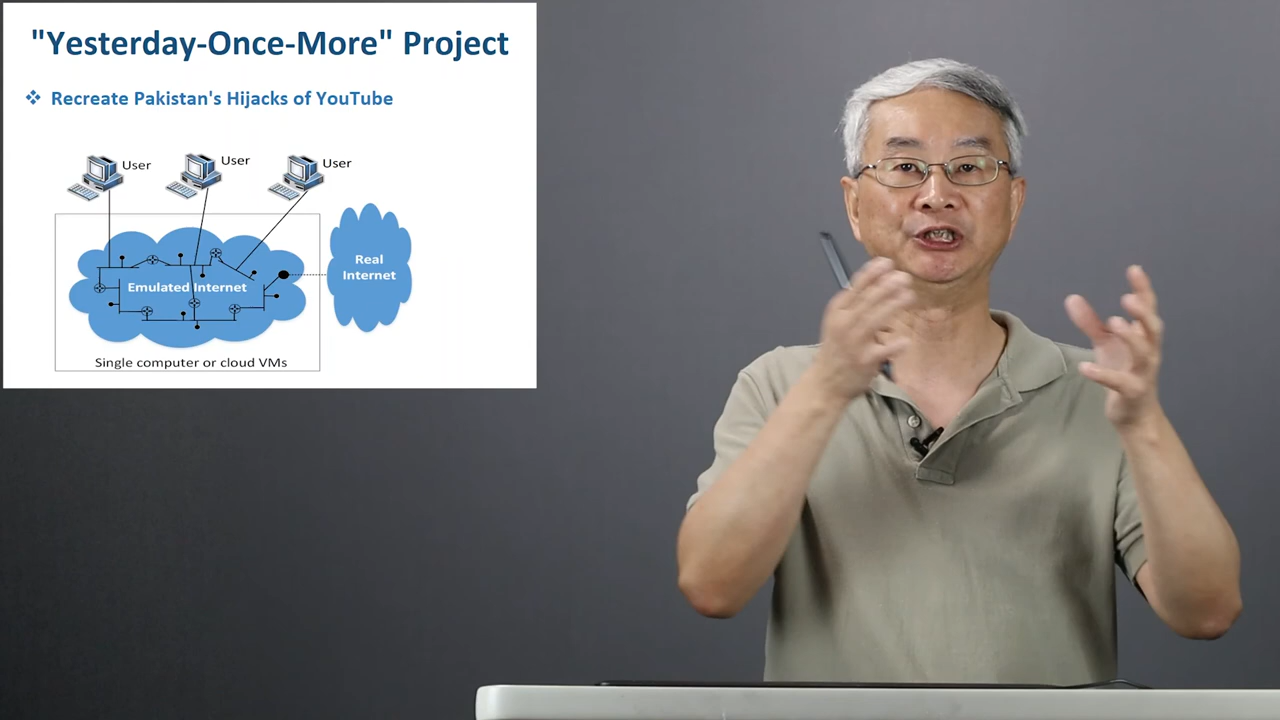 "Yesterday-Once-More" Project
Recreate Pakistan's Hijacks of YouTube
User
User
User
Real
Internet
Emulated Internet
Single computer or cloud VMs